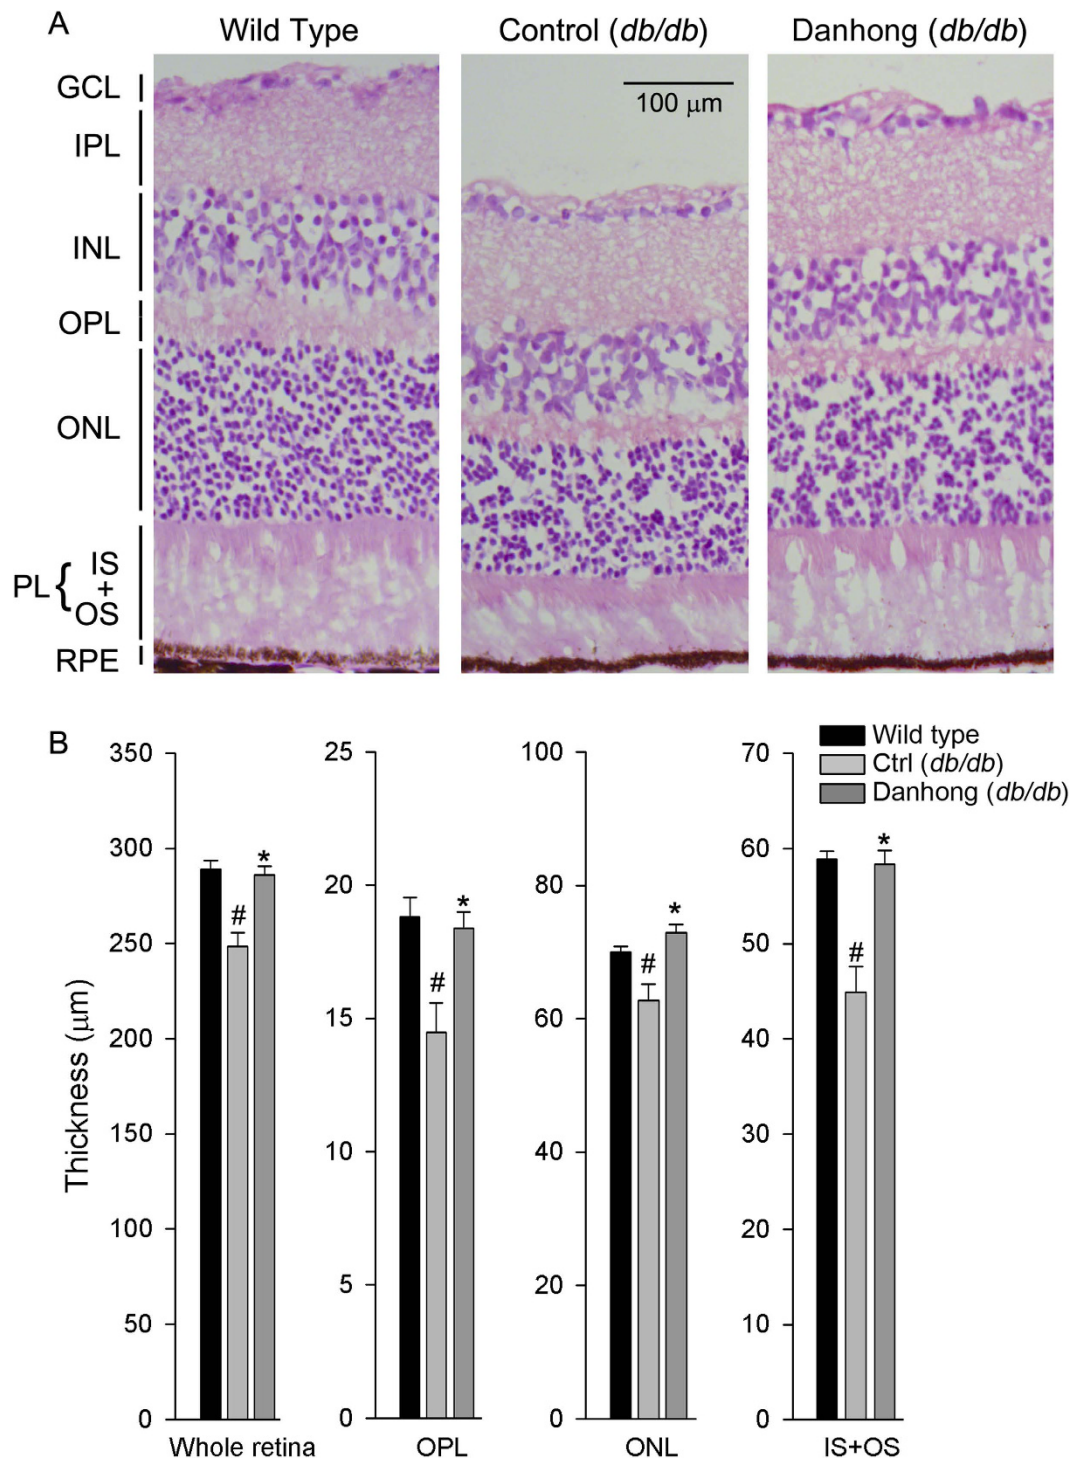 A
Wild Type
Control (db/db)
Danhong (db/db)
GCL
IPL
INL
OPL
ONL
PL { IS + OS
RPE
100 μm
B
Wild type
Ctrl (db/db)
Danhong (db/db)
Thickness (μm)
350
300
250
200
150
100
50
0
#
*
Whole retina
25
20
15
10
5
0
#
*
OPL
100
80
60
40
20
0
#
*
ONL
70
60
50
40
30
20
10
0
#
*
IS+OS